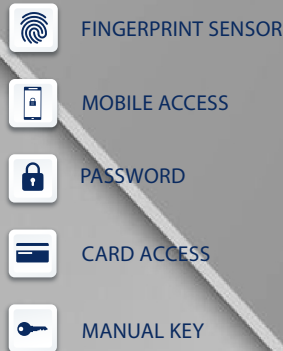 FINGERPRINT SENSOR
MOBILE ACCESS
PASSWORD
CARD ACCESS
MANUAL KEY